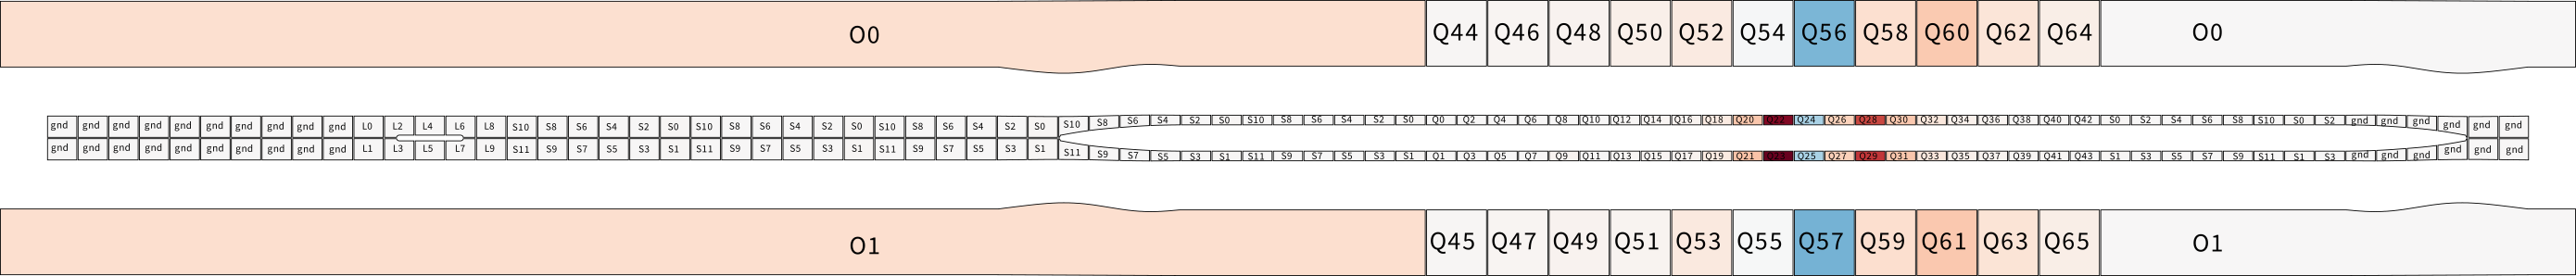 O0 Q44 Q46 Q48 Q50 Q52 Q54 Q56 Q58 Q60 Q62 Q64 O0
gnd gnd gnd gnd gnd gnd gnd gnd gnd gnd L0 L2 L4 L6 L8 S10 S8 S6 S4 S2 S0 S10 S8 S6 S4 S2 S0 S10 S8 S6 S4 S2 S0 S10 S8 S6 S4 S2 S0 S10 S8 S6 S4 S2 S0 Q0 Q2 Q4 Q6 Q8 Q10 Q12 Q14 Q16 Q18 Q20 Q22 Q24 Q26 Q28 Q30 Q32 Q34 Q36 Q38 Q40 Q42 S0 S2 S4 S6 S8 S10 S0 S2 gnd gnd gnd gnd gnd gnd
gnd gnd gnd gnd gnd gnd gnd gnd gnd gnd L1 L3 L5 L7 L9 S11 S9 S7 S5 S3 S1 S11 S9 S7 S5 S3 S1 S11 S9 S7 S5 S3 S1 S11 S9 S7 S5 S3 S1 S11 S9 S7 S5 S3 S1 Q1 Q3 Q5 Q7 Q9 Q11 Q13 Q15 Q17 Q19 Q21 Q23 Q25 Q27 Q29 Q31 Q33 Q35 Q37 Q39 Q41 Q43 S1 S3 S5 S7 S9 S11 S1 S3 gnd gnd gnd gnd gnd gnd
O1 Q45 Q47 Q49 Q51 Q53 Q55 Q57 Q59 Q61 Q63 Q65 O1